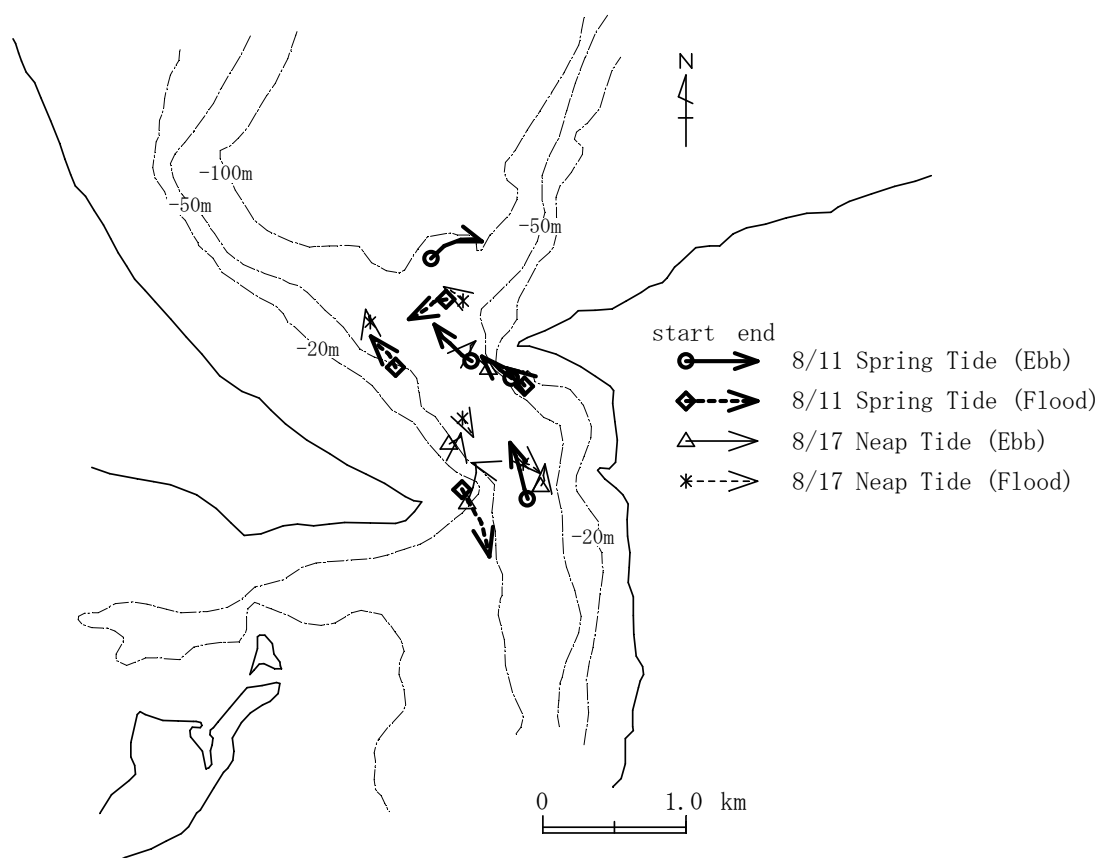 N
-100m
-50m
-50m
-20m
start end
8/11 Spring Tide (Ebb)
8/11 Spring Tide (Flood)
8/17 Neap Tide (Ebb)
8/17 Neap Tide (Flood)
-20m
0 1.0 km